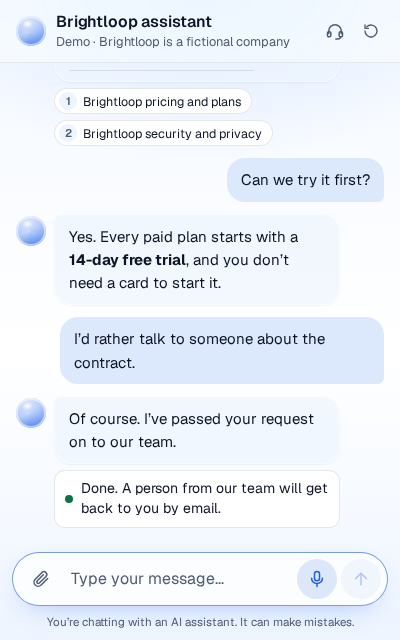 Brightloop assistant
Demo · Brightloop is a fictional company
1 Brightloop pricing and plans
2 Brightloop security and privacy
Can we try it first?
Yes. Every paid plan starts with a
14-day free trial, and you don’t
need a card to start it.
I’d rather talk to someone about the
contract.
Of course. I’ve passed your request
on to our team.
Done. A person from our team will get
back to you by email.
Type your message...
You’re chatting with an AI assistant. It can make mistakes.